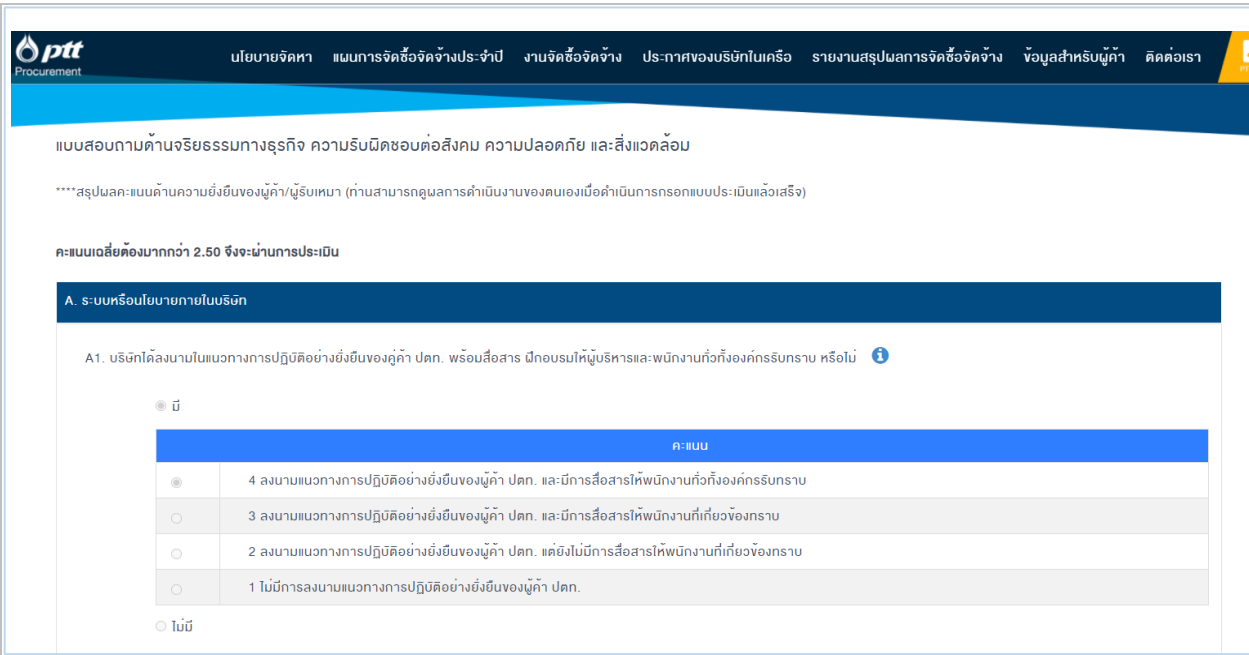 ptt
Procurement
นโยบายจัดหา แผนการจัดซื้อจัดจ้างประจำปี งานจัดซื้อจัดจ้าง ประกาศของบริษัทในเครือ รายงานสรุปผลการจัดซื้อจัดจ้าง ข้อมูลสำหรับผู้ค้า ติดต่อเรา
แบบสอบถามด้านจริยธรรมทางธุรกิจ ความรับผิดชอบต่อสังคม ความปลอดภัย และสิ่งแวดล้อม
****สรุปผลคะแนนด้านความยั่งยืนของผู้ค้า/ผู้รับเหมา (ท่านสามารถดูผลการดำเนินงานของตนเองเมื่อดำเนินการกรอกแบบประเมินแล้วเสร็จ)
คะแนนเฉลี่ยต้องมากกว่า 2.50 จึงจะผ่านการประเมิน
A. ระบบหรือนโยบายภายในบริษัท
A1. บริษัทได้ลงนามในแนวทางการปฏิบัติอย่างยั่งยืนของคู่ค้า ปตท. พร้อมสื่อสาร ฝึกอบรมให้ผู้บริหารและพนักงานทั่วทั้งองค์กรรับทราบ หรือไม่
มี
คะแนน
4 ลงนามแนวทางการปฏิบัติอย่างยั่งยืนของผู้ค้า ปตท. และมีการสื่อสารให้พนักงานทั่วทั้งองค์กรรับทราบ
3 ลงนามแนวทางการปฏิบัติอย่างยั่งยืนของผู้ค้า ปตท. และมีการสื่อสารให้พนักงานที่เกี่ยวข้องทราบ
2 ลงนามแนวทางการปฏิบัติอย่างยั่งยืนของผู้ค้า ปตท. แต่ยังไม่มีการสื่อสารให้พนักงานที่เกี่ยวข้องทราบ
1 ไม่มีการลงนามแนวทางการปฏิบัติอย่างยั่งยืนของผู้ค้า ปตท.
ไม่มี